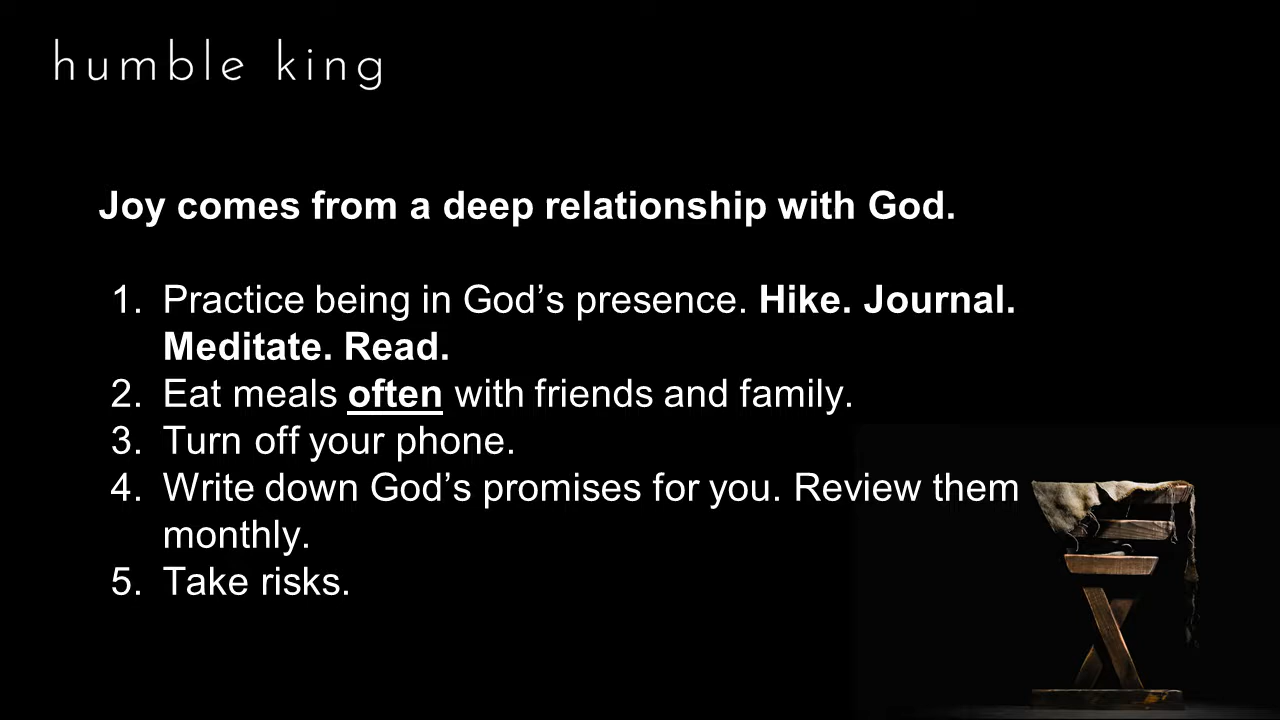 humble king
Joy comes from a deep relationship with God.
1. Practice being in God’s presence. Hike. Journal.
Meditate. Read.
2. Eat meals often with friends and family.
3. Turn off your phone.
4. Write down God’s promises for you. Review them
monthly.
5. Take risks.